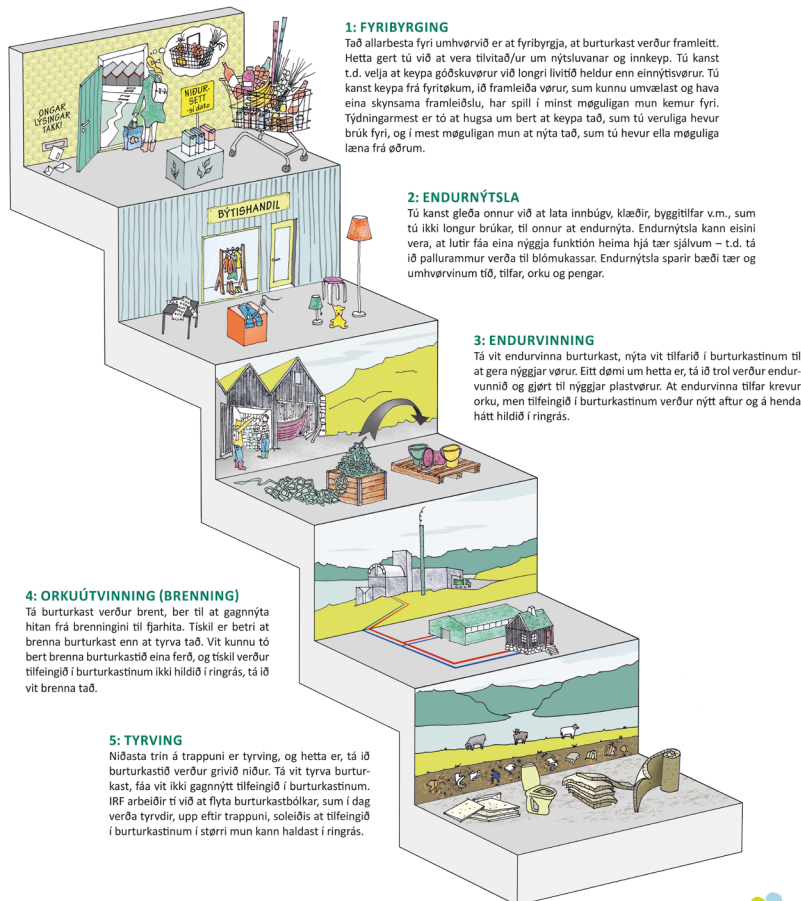 1: FYRIBYRGING
Tað allarbesta fyri umhvørvið er at fyribyrgja, at burturkast verður framleitt.
Hetta gert tú við at vera tilvitað/ur um nýtsluvanar og innkeyp. Tú kanst
t.d. velja at keypa góðskuvørur við longri livitíð heldur enn einnýtisvørur. Tú
kanst keypa frá fyritøkum, ið framleiða vørur, sum kunnu umvælast og hava
eina skynsama framleiðslu, har spill í minst møguligan mun kemur fyri.
Týdningarmest er tó at hugsa um bert at keypa tað, sum tú veruliga hevur
brúk fyri, og í mest møguligan mun at nýta tað, sum tú hevur ella møguliga
læna frá øðrum.
ONGAR
LÝSINGAR
TAKK!
NIÐUR-
SETT
-si dato
2: ENDURNÝTSLA
Tú kanst gleða onnur við at lata innbúgv, klæðir, byggitilfar v.m., sum
tú ikki longur brúkar, til onnur at endurnýta. Endurnýtsla kann eisini
vera, at lutir fáa eina nýggja funktión heima hjá tær sjálvum – t.d. tá
ið pallurammur verða til blómukassar. Endurnýtsla sparir bæði tær og
umhvørvinum tíð, tilfar, orku og pengar.
BÝTISHANDIL
3: ENDURVINNING
Tá vit endurvinna burturkast, nýta vit tilfarið í burturkastinum til
at gera nýggjar vørur. Eitt dømi um hetta er, tá ið trol verður endur-
vunnið og gjørt til nýggjar plastvørur. At endurvinna tilfar krevur
orku, men tilfeingið í burturkastinum verður nýtt aftur og á henda
hátt hildið í ringrás.
4: ORKUÚTVINNING (BRENNING)
Tá burturkast verður brent, ber til at gagnnýta
hitan frá brenningini til fjarhita. Tískil er betri at
brenna burturkast enn at tyrva tað. Vit kunnu tó
bert brenna burturkastið eina ferð, og tískil verður
tilfeingið í burturkastinum ikki hildið í ringrás, tá ið
vit brenna tað.
5: TYRVING
Niðasta trin á trappuni er tyrving, og hetta er, tá ið
burturkastið verður grivið niður. Tá vit tyrva burtur-
kast, fáa vit ikki gagnnýtt tilfeingið í burturkastinum.
IRF arbeiðir tí við at flyta burturkastbólkar, sum í dag
verða tyrvdir, upp eftir trappuni, soleiðis at tilfeingið
í burturkastinum í størri mun kann haldast í ringrás.